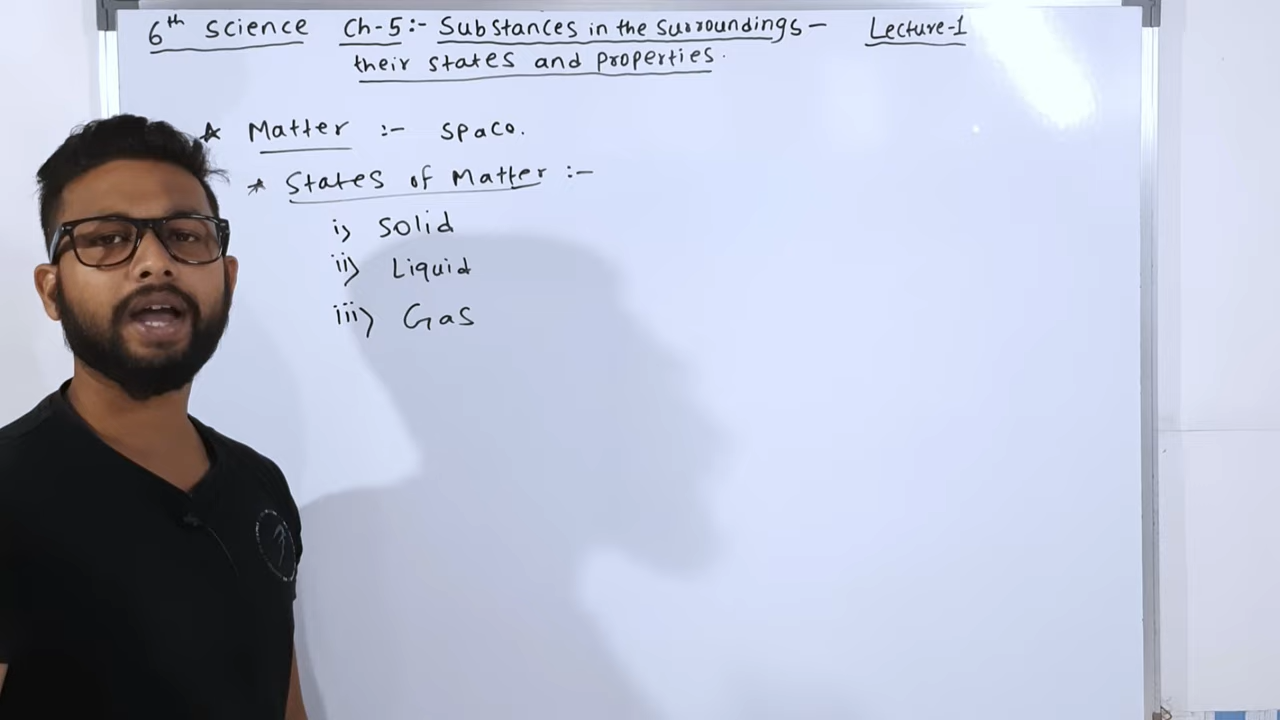 6th Science Ch-5:- Substances in the Surroundings - Lecture-1
their states and properties.
* Matter :- Space.
* States of Matter :-
i) Solid
ii) Liquid
iii) Gas